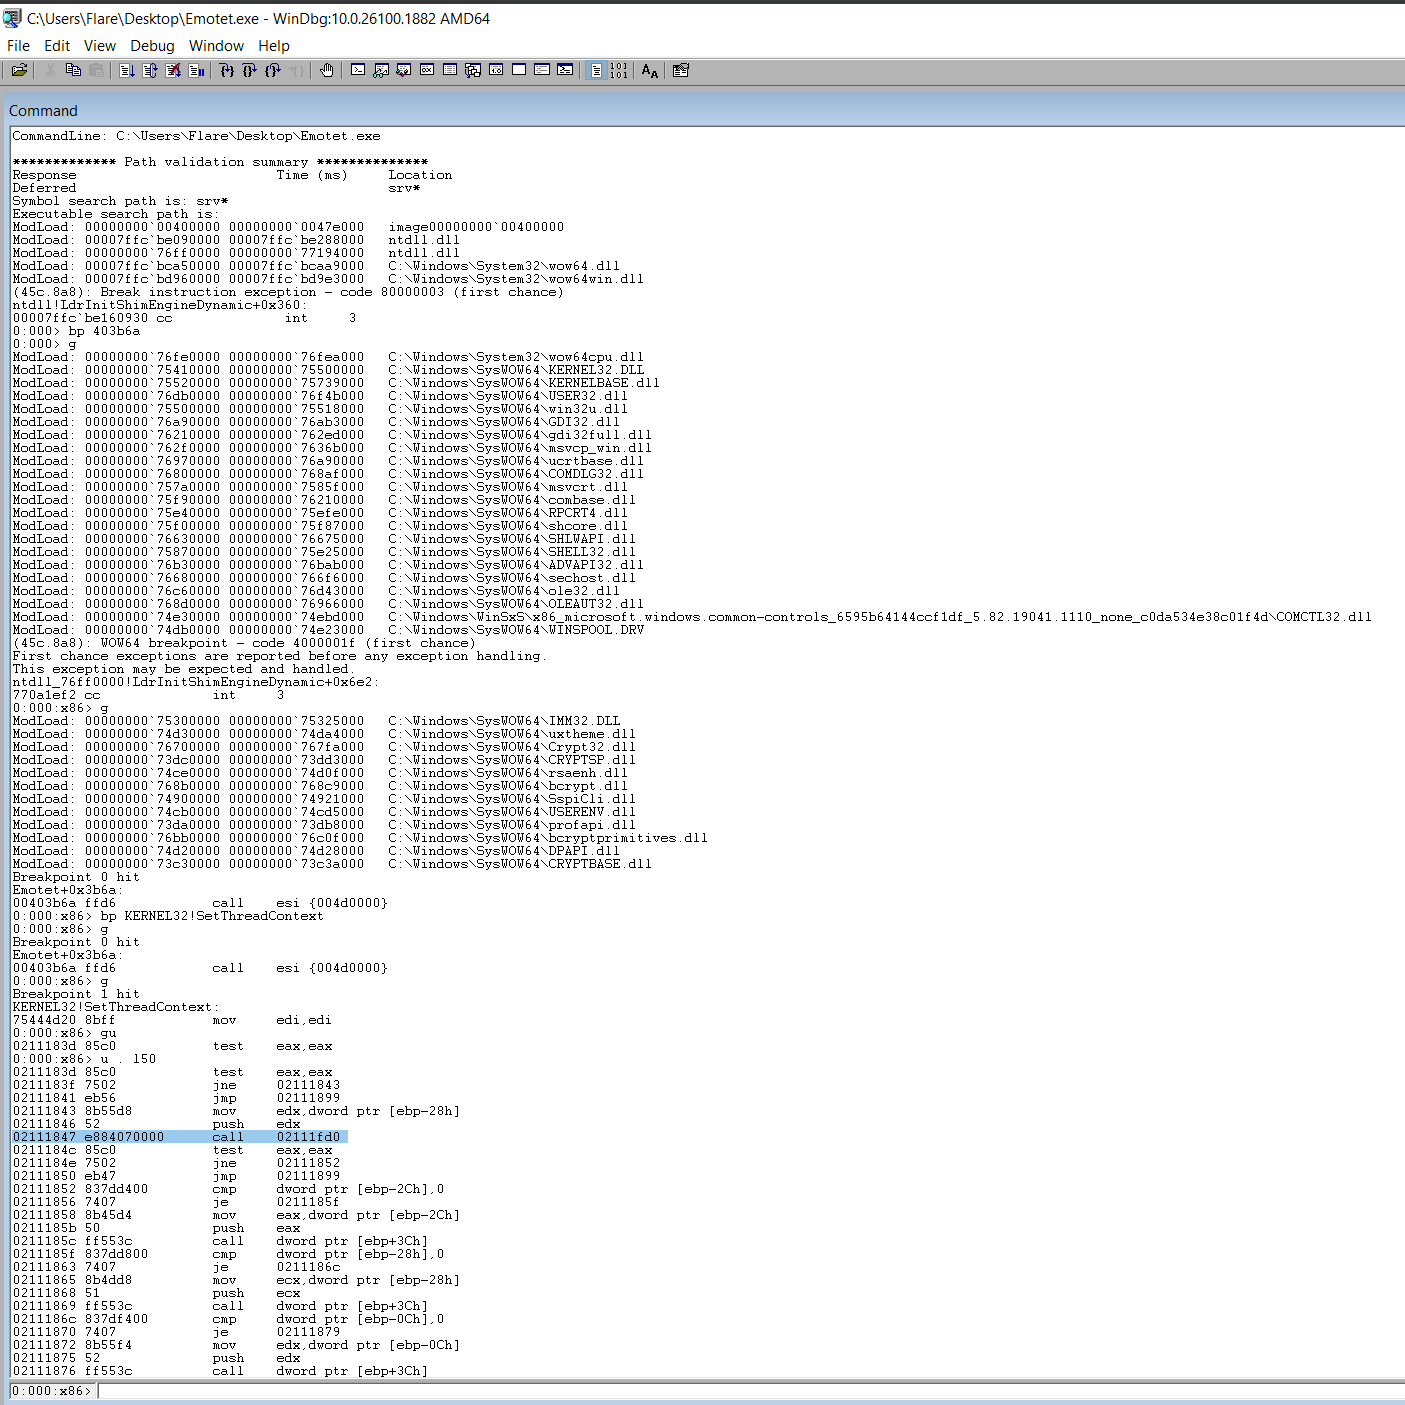 C:\Users\Flare\Desktop\Emotet.exe - WinDbg:10.0.26100.1882 AMD64
File Edit View Debug Window Help
Command
CommandLine: C:\Users\Flare\Desktop\Emotet.exe
************* Path validation summary **************
Response                         Time (ms)     Location
Deferred                                       srv*
Symbol search path is: srv*
Executable search path is:
ModLoad: 00000000`00400000 00000000`0047e000   image00000000`00400000
ModLoad: 00007ffc`be090000 00007ffc`be288000   ntdll.dll
ModLoad: 00000000`76ff0000 00000000`77194000   ntdll.dll
ModLoad: 00007ffc`bca50000 00007ffc`bcaa9000   C:\Windows\System32\wow64.dll
ModLoad: 00007ffc`bd960000 00007ffc`bd9e3000   C:\Windows\System32\wow64win.dll
(45c.8a8): Break instruction exception - code 80000003 (first chance)
ntdll!LdrInitShimEngineDynamic+0x360:
00007ffc`be160930 cc              int     3
0:000> bp 403b6a
0:000> g
ModLoad: 00000000`76fe0000 00000000`76fea000   C:\Windows\System32\wow64cpu.dll
ModLoad: 00000000`75410000 00000000`75500000   C:\Windows\SysWOW64\KERNEL32.DLL
ModLoad: 00000000`75520000 00000000`75739000   C:\Windows\SysWOW64\KERNELBASE.dll
ModLoad: 00000000`76db0000 00000000`76f4b000   C:\Windows\SysWOW64\USER32.dll
ModLoad: 00000000`75500000 00000000`75518000   C:\Windows\SysWOW64\win32u.dll
ModLoad: 00000000`76a90000 00000000`76ab3000   C:\Windows\SysWOW64\GDI32.dll
ModLoad: 00000000`76210000 00000000`762ed000   C:\Windows\SysWOW64\gdi32full.dll
ModLoad: 00000000`762f0000 00000000`7636b000   C:\Windows\SysWOW64\msvcp_win.dll
ModLoad: 00000000`76970000 00000000`76a90000   C:\Windows\SysWOW64\ucrtbase.dll
ModLoad: 00000000`76800000 00000000`768af000   C:\Windows\SysWOW64\COMDLG32.dll
ModLoad: 00000000`757a0000 00000000`7585f000   C:\Windows\SysWOW64\msvcrt.dll
ModLoad: 00000000`75f90000 00000000`76210000   C:\Windows\SysWOW64\combase.dll
ModLoad: 00000000`75e40000 00000000`75efe000   C:\Windows\SysWOW64\RPCRT4.dll
ModLoad: 00000000`75f00000 00000000`75f87000   C:\Windows\SysWOW64\shcore.dll
ModLoad: 00000000`76630000 00000000`76675000   C:\Windows\SysWOW64\SHLWAPI.dll
ModLoad: 00000000`75870000 00000000`75e25000   C:\Windows\SysWOW64\SHELL32.dll
ModLoad: 00000000`76b30000 00000000`76bab000   C:\Windows\SysWOW64\ADVAPI32.dll
ModLoad: 00000000`76680000 00000000`766f6000   C:\Windows\SysWOW64\sechost.dll
ModLoad: 00000000`76c60000 00000000`76d43000   C:\Windows\SysWOW64\ole32.dll
ModLoad: 00000000`768d0000 00000000`76966000   C:\Windows\SysWOW64\OLEAUT32.dll
ModLoad: 00000000`74e30000 00000000`74ebd000   C:\Windows\WinSxS\x86_microsoft.windows.common-controls_6595b64144ccf1df_5.82.19041.1110_none_c0da534e38c01f4d\COMCTL32.dll
ModLoad: 00000000`74db0000 00000000`74e23000   C:\Windows\SysWOW64\WINSPOOL.DRV
(45c.8a8): WOW64 breakpoint - code 4000001f (first chance)
First chance exceptions are reported before any exception handling.
This exception may be expected and handled.
ntdll_76ff0000!LdrInitShimEngineDynamic+0x6e2:
770a1ef2 cc              int     3
0:000:x86> g
ModLoad: 00000000`75300000 00000000`75325000   C:\Windows\SysWOW64\IMM32.DLL
ModLoad: 00000000`74d30000 00000000`74da4000   C:\Windows\SysWOW64\uxtheme.dll
ModLoad: 00000000`76700000 00000000`767fa000   C:\Windows\SysWOW64\Crypt32.dll
ModLoad: 00000000`73dc0000 00000000`73dd3000   C:\Windows\SysWOW64\CRYPTSP.dll
ModLoad: 00000000`74ce0000 00000000`74d0f000   C:\Windows\SysWOW64\rsaenh.dll
ModLoad: 00000000`768b0000 00000000`768c9000   C:\Windows\SysWOW64\bcrypt.dll
ModLoad: 00000000`74900000 00000000`74921000   C:\Windows\SysWOW64\SspiCli.dll
ModLoad: 00000000`74cb0000 00000000`74cd5000   C:\Windows\SysWOW64\USERENV.dll
ModLoad: 00000000`73da0000 00000000`73db8000   C:\Windows\SysWOW64\profapi.dll
ModLoad: 00000000`76bb0000 00000000`76c0f000   C:\Windows\SysWOW64\bcryptprimitives.dll
ModLoad: 00000000`74d20000 00000000`74d28000   C:\Windows\SysWOW64\DPAPI.dll
ModLoad: 00000000`73c30000 00000000`73c3a000   C:\Windows\SysWOW64\CRYPTBASE.dll
Breakpoint 0 hit
Emotet+0x3b6a:
00403b6a ffd6            call    esi {004d0000}
0:000:x86> bp KERNEL32!SetThreadContext
0:000:x86> g
Breakpoint 0 hit
Emotet+0x3b6a:
00403b6a ffd6            call    esi {004d0000}
0:000:x86> g
Breakpoint 1 hit
KERNEL32!SetThreadContext:
75444d20 8bff            mov     edi,edi
0:000:x86> gu
0211183d 85c0            test    eax,eax
0:000:x86> u . l50
0211183d 85c0            test    eax,eax
0211183f 7502            jne     02111843
02111841 eb56            jmp     02111899
02111843 8b55d8          mov     edx,dword ptr [ebp-28h]
02111846 52              push    edx
02111847 e884070000      call    02111fd0
0211184c 85c0            test    eax,eax
0211184e 7502            jne     02111852
02111850 eb47            jmp     02111899
02111852 837dd400        cmp     dword ptr [ebp-2Ch],0
02111856 7407            je      0211185f
02111858 8b45d4          mov     eax,dword ptr [ebp-2Ch]
0211185b 50              push    eax
0211185c ff553c          call    dword ptr [ebp+3Ch]
0211185f 837dd800        cmp     dword ptr [ebp-28h],0
02111863 7407            je      0211186c
02111865 8b4dd8          mov     ecx,dword ptr [ebp-28h]
02111868 51              push    ecx
02111869 ff553c          call    dword ptr [ebp+3Ch]
0211186c 837df400        cmp     dword ptr [ebp-0Ch],0
02111870 7407            je      02111879
02111872 8b55f4          mov     edx,dword ptr [ebp-0Ch]
02111875 52              push    edx
02111876 ff553c          call    dword ptr [ebp+3Ch]
0:000:x86>